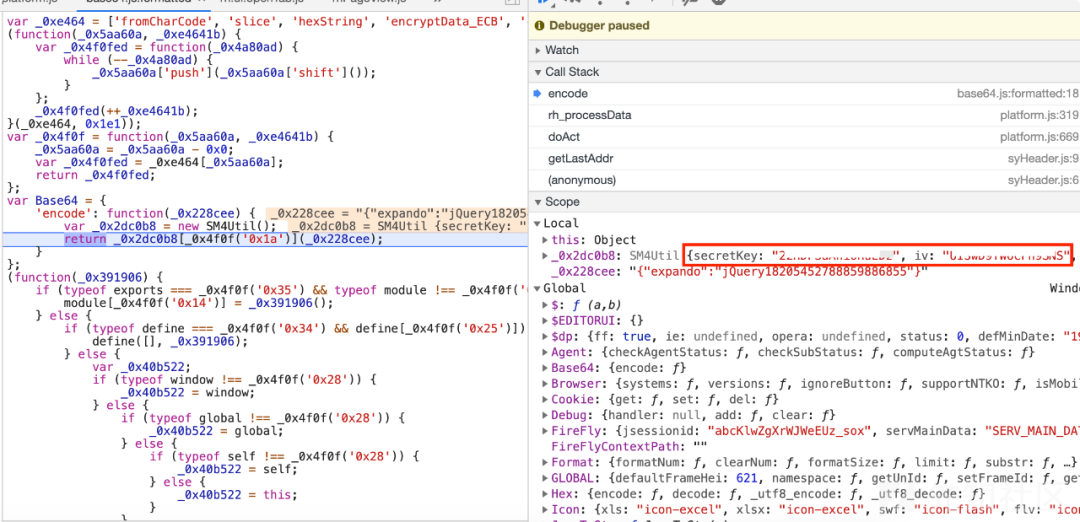 var _0xe464 = ['fromCharCode', 'slice', 'hexString', 'encryptData_ECB', '
(function(_0x5aa60a, _0xe4641b) {
var _0x4f0fed = function(_0x4a80ad) {
while (--_0x4a80ad) {
_0x5aa60a['push'](_0x5aa60a['shift']());
}
};
_0x4f0fed(++_0xe4641b);
}(_0xe464, 0x1e1));
var _0x4f0f = function(_0x5aa60a, _0xe4641b) {
_0x5aa60a = _0x5aa60a - 0x0;
var _0x4f0fed = _0xe464[_0x5aa60a];
return _0x4f0fed;
};
var Base64 = {
'encode': function(_0x228cee) { _0x228cee = "{"expando":"jQuery18205
var _0x2dc0b8 = new SM4Util(); _0x2dc0b8 = SM4Util {secretKey: "
return _0x2dc0b8[_0x4f0f('0x1a')](_0x228cee);
}
};
(function(_0x391906) {
if (typeof exports === _0x4f0f('0x35') && typeof module !== _0x4f0f('0
module[_0x4f0f('0x14')] = _0x391906();
} else {
if (typeof define === _0x4f0f('0x34') && define[_0x4f0f('0x25')])
define([], _0x391906);
} else {
var _0x40b522;
if (typeof window !== _0x4f0f('0x28')) {
_0x40b522 = window;
} else {
if (typeof global !== _0x4f0f('0x28')) {
_0x40b522 = global;
} else {
if (typeof self !== _0x4f0f('0x28')) {
_0x40b522 = self;
} else {
_0x40b522 = this;
}
Debugger paused
Watch
Call Stack
encode base64.js:formatted:18
rh_processData platform.js:319
doAct platform.js:669
getLastAddr syHeader.js:9
(anonymous) syHeader.js:6
Scope
Local
this: Object
_0x2dc0b8: SM4Util {secretKey: iv:
_0x228cee: "{"expando":"jQuery18205452788859886855"}"
Global Windo
$: ƒ (a,b)
$EDITORUI: {}
$dp: {ff: true, ie: undefined, opera: undefined, status: 0, defMinDate: "19
Agent: {checkAgentStatus: ƒ, checkSubStatus: ƒ, computeAgtStatus: ƒ}
Base64: {encode: ƒ}
Browser: {systems: ƒ, versions: ƒ, ignoreButton: ƒ, supportNTKO: ƒ, isMobi
Cookie: {get: ƒ, set: ƒ, del: ƒ}
Debug: {handler: null, add: ƒ, clear: ƒ}
FireFly: {jsessionid: "abcKlwZgXrWJWeEUz_sox", servMainData: "SERV_MAIN_DA
FireFlyContextPath: ""
Format: {formatNum: ƒ, clearNum: ƒ, formatSize: ƒ, limit: ƒ, substr: ƒ, …}
GLOBAL: {defaultFrameHei: 621, namespace: ƒ, getUnId: ƒ, setFrameId: ƒ, ge
Hex: {encode: ƒ, decode: ƒ, _utf8_encode: ƒ, _utf8_decode: ƒ}
Icon: {xls: "icon-excel", xlsx: "icon-excel", swf: "icon-flash", flv: "ico